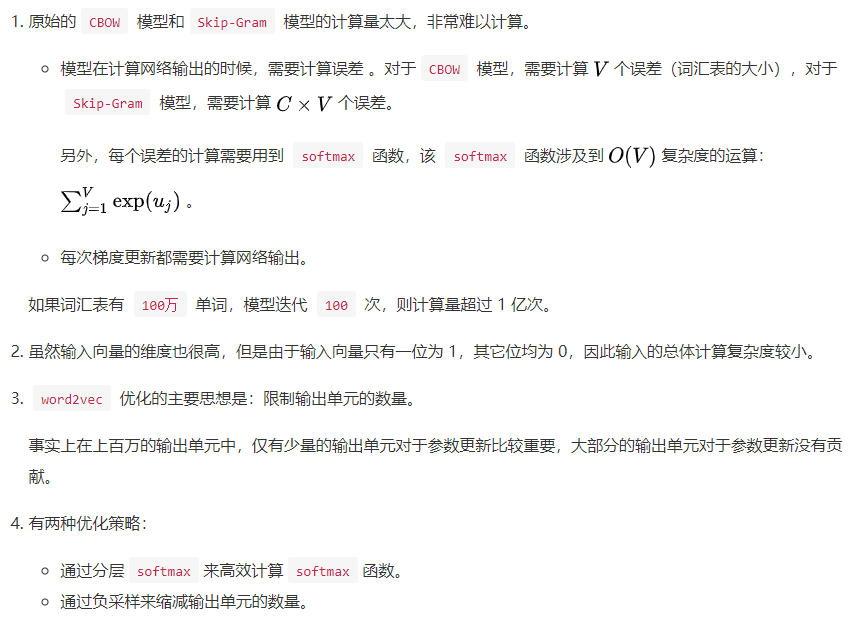 1. 原始的 CBOW 模型和 Skip-Gram 模型的计算量太大，非常难以计算。
○ 模型在计算网络输出的时候，需要计算误差 。对于 CBOW 模型，需要计算 V 个误差（词汇表的大小），对于
Skip-Gram 模型，需要计算 C × V 个误差。
另外，每个误差的计算需要用到 softmax 函数，该 softmax 函数涉及到 O(V) 复杂度的运算：
∑_{j=1}^{V} exp(u_j) 。
○ 每次梯度更新都需要计算网络输出。
如果词汇表有 100万 单词，模型迭代 100 次，则计算量超过 1 亿次。
2. 虽然输入向量的维度也很高，但是由于输入向量只有一位为 1，其它位均为 0，因此输入的总体计算复杂度较小。
3. word2vec 优化的主要思想是：限制输出单元的数量。
事实上在上百万的输出单元中，仅有少量的输出单元对于参数更新比较重要，大部分的输出单元对于参数更新没有贡
献。
4. 有两种优化策略：
○ 通过分层 softmax 来高效计算 softmax 函数。
○ 通过负采样来缩减输出单元的数量。